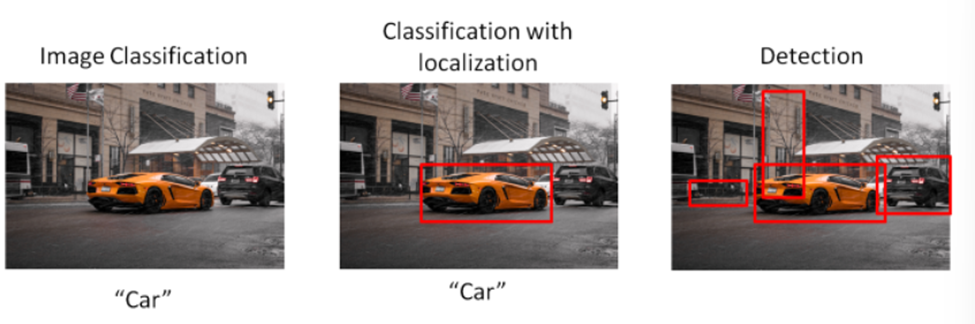 Image Classification
Classification with
localization
Detection
“Car”
“Car”